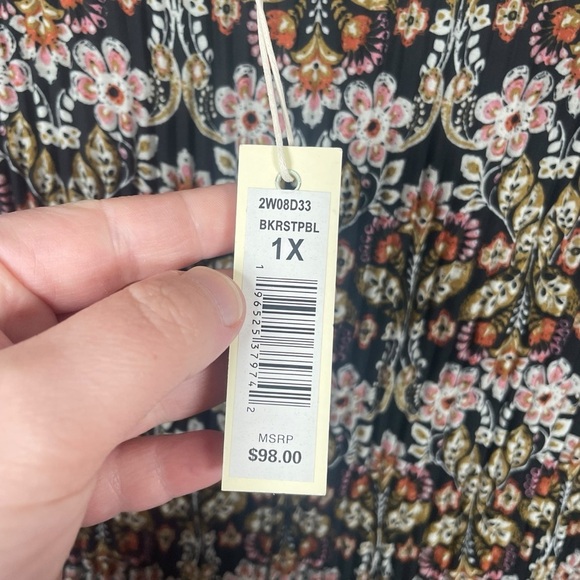 2W08D33
BKRSTPBL
1X
1 96525 37974 2
MSRP
$98.00